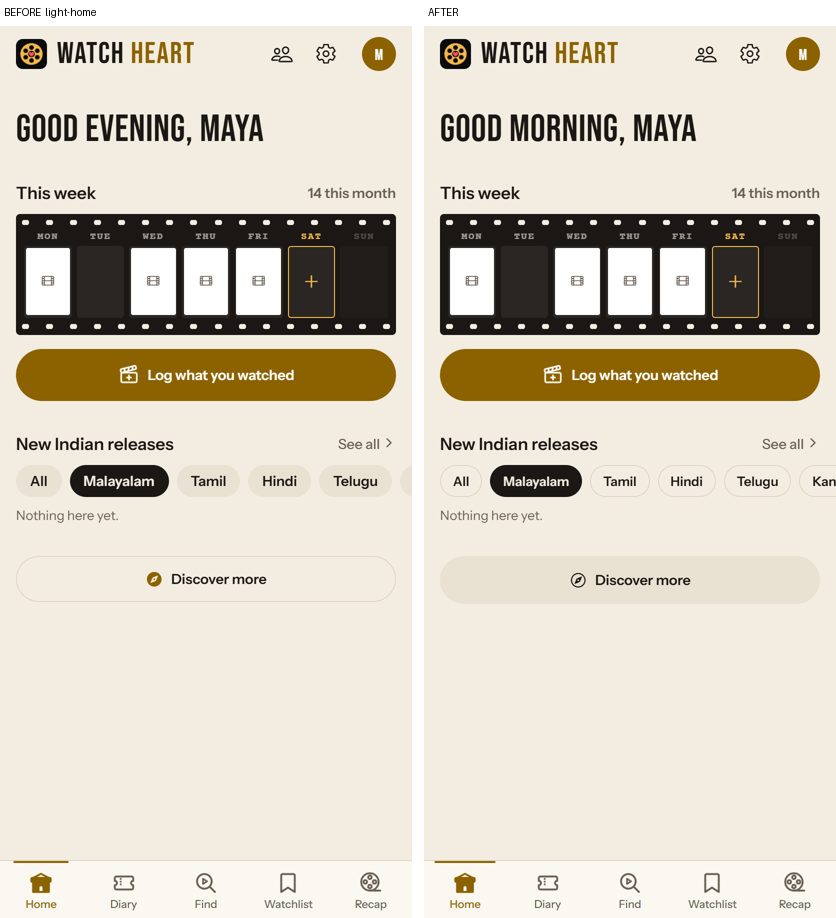 BEFORE light-home
WATCH HEART
M
GOOD EVENING, MAYA
This week
14 this month
MON TUE WED THU FRI SAT SUN
Log what you watched
New Indian releases
See all
All Malayalam Tamil Hindi Telugu
Nothing here yet.
Discover more
Home Diary Find Watchlist Recap
AFTER
WATCH HEART
M
GOOD MORNING, MAYA
This week
14 this month
MON TUE WED THU FRI SAT SUN
Log what you watched
New Indian releases
See all
All Malayalam Tamil Hindi Telugu Kan
Nothing here yet.
Discover more
Home Diary Find Watchlist Recap